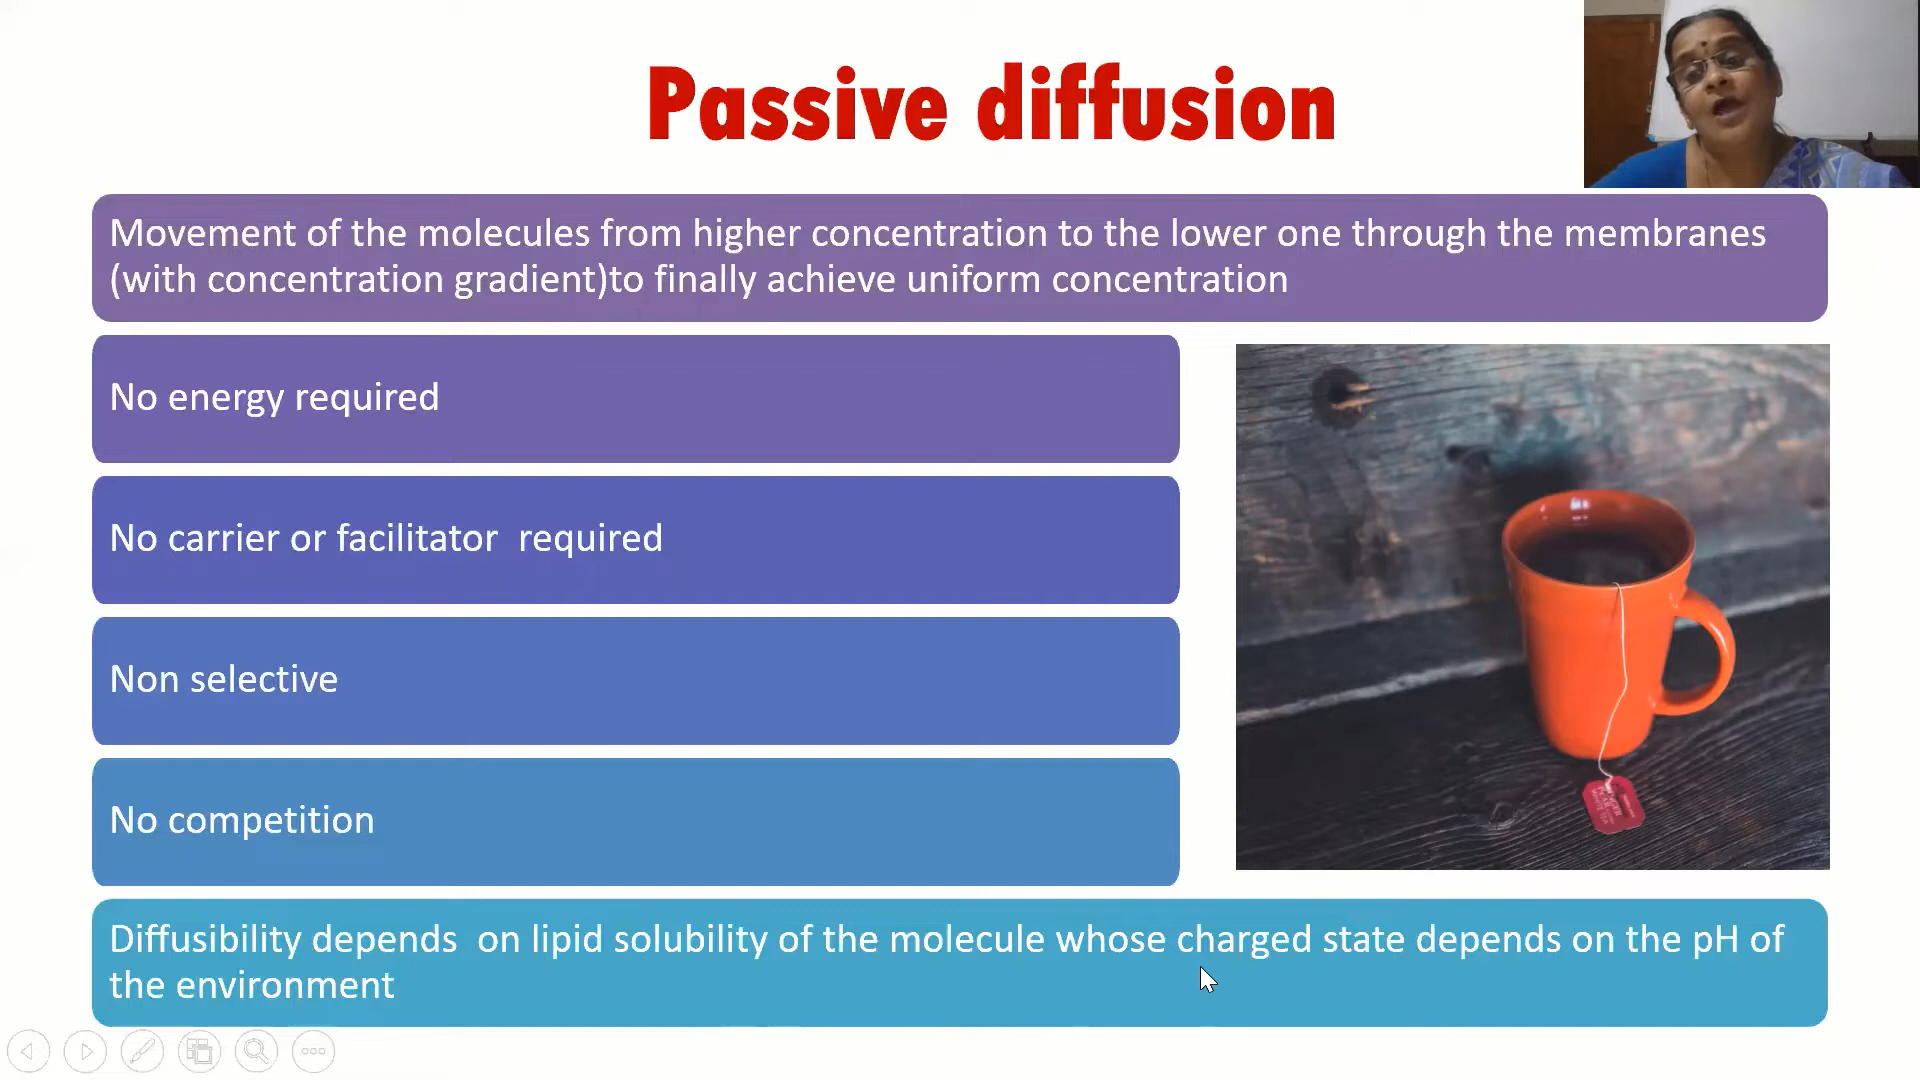 Passive diffusion
Movement of the molecules from higher concentration to the lower one through the membranes
(with concentration gradient)to finally achieve uniform concentration
No energy required
No carrier or facilitator  required
Non selective
No competition
Diffusibility depends  on lipid solubility of the molecule whose charged state depends on the pH of
the environment